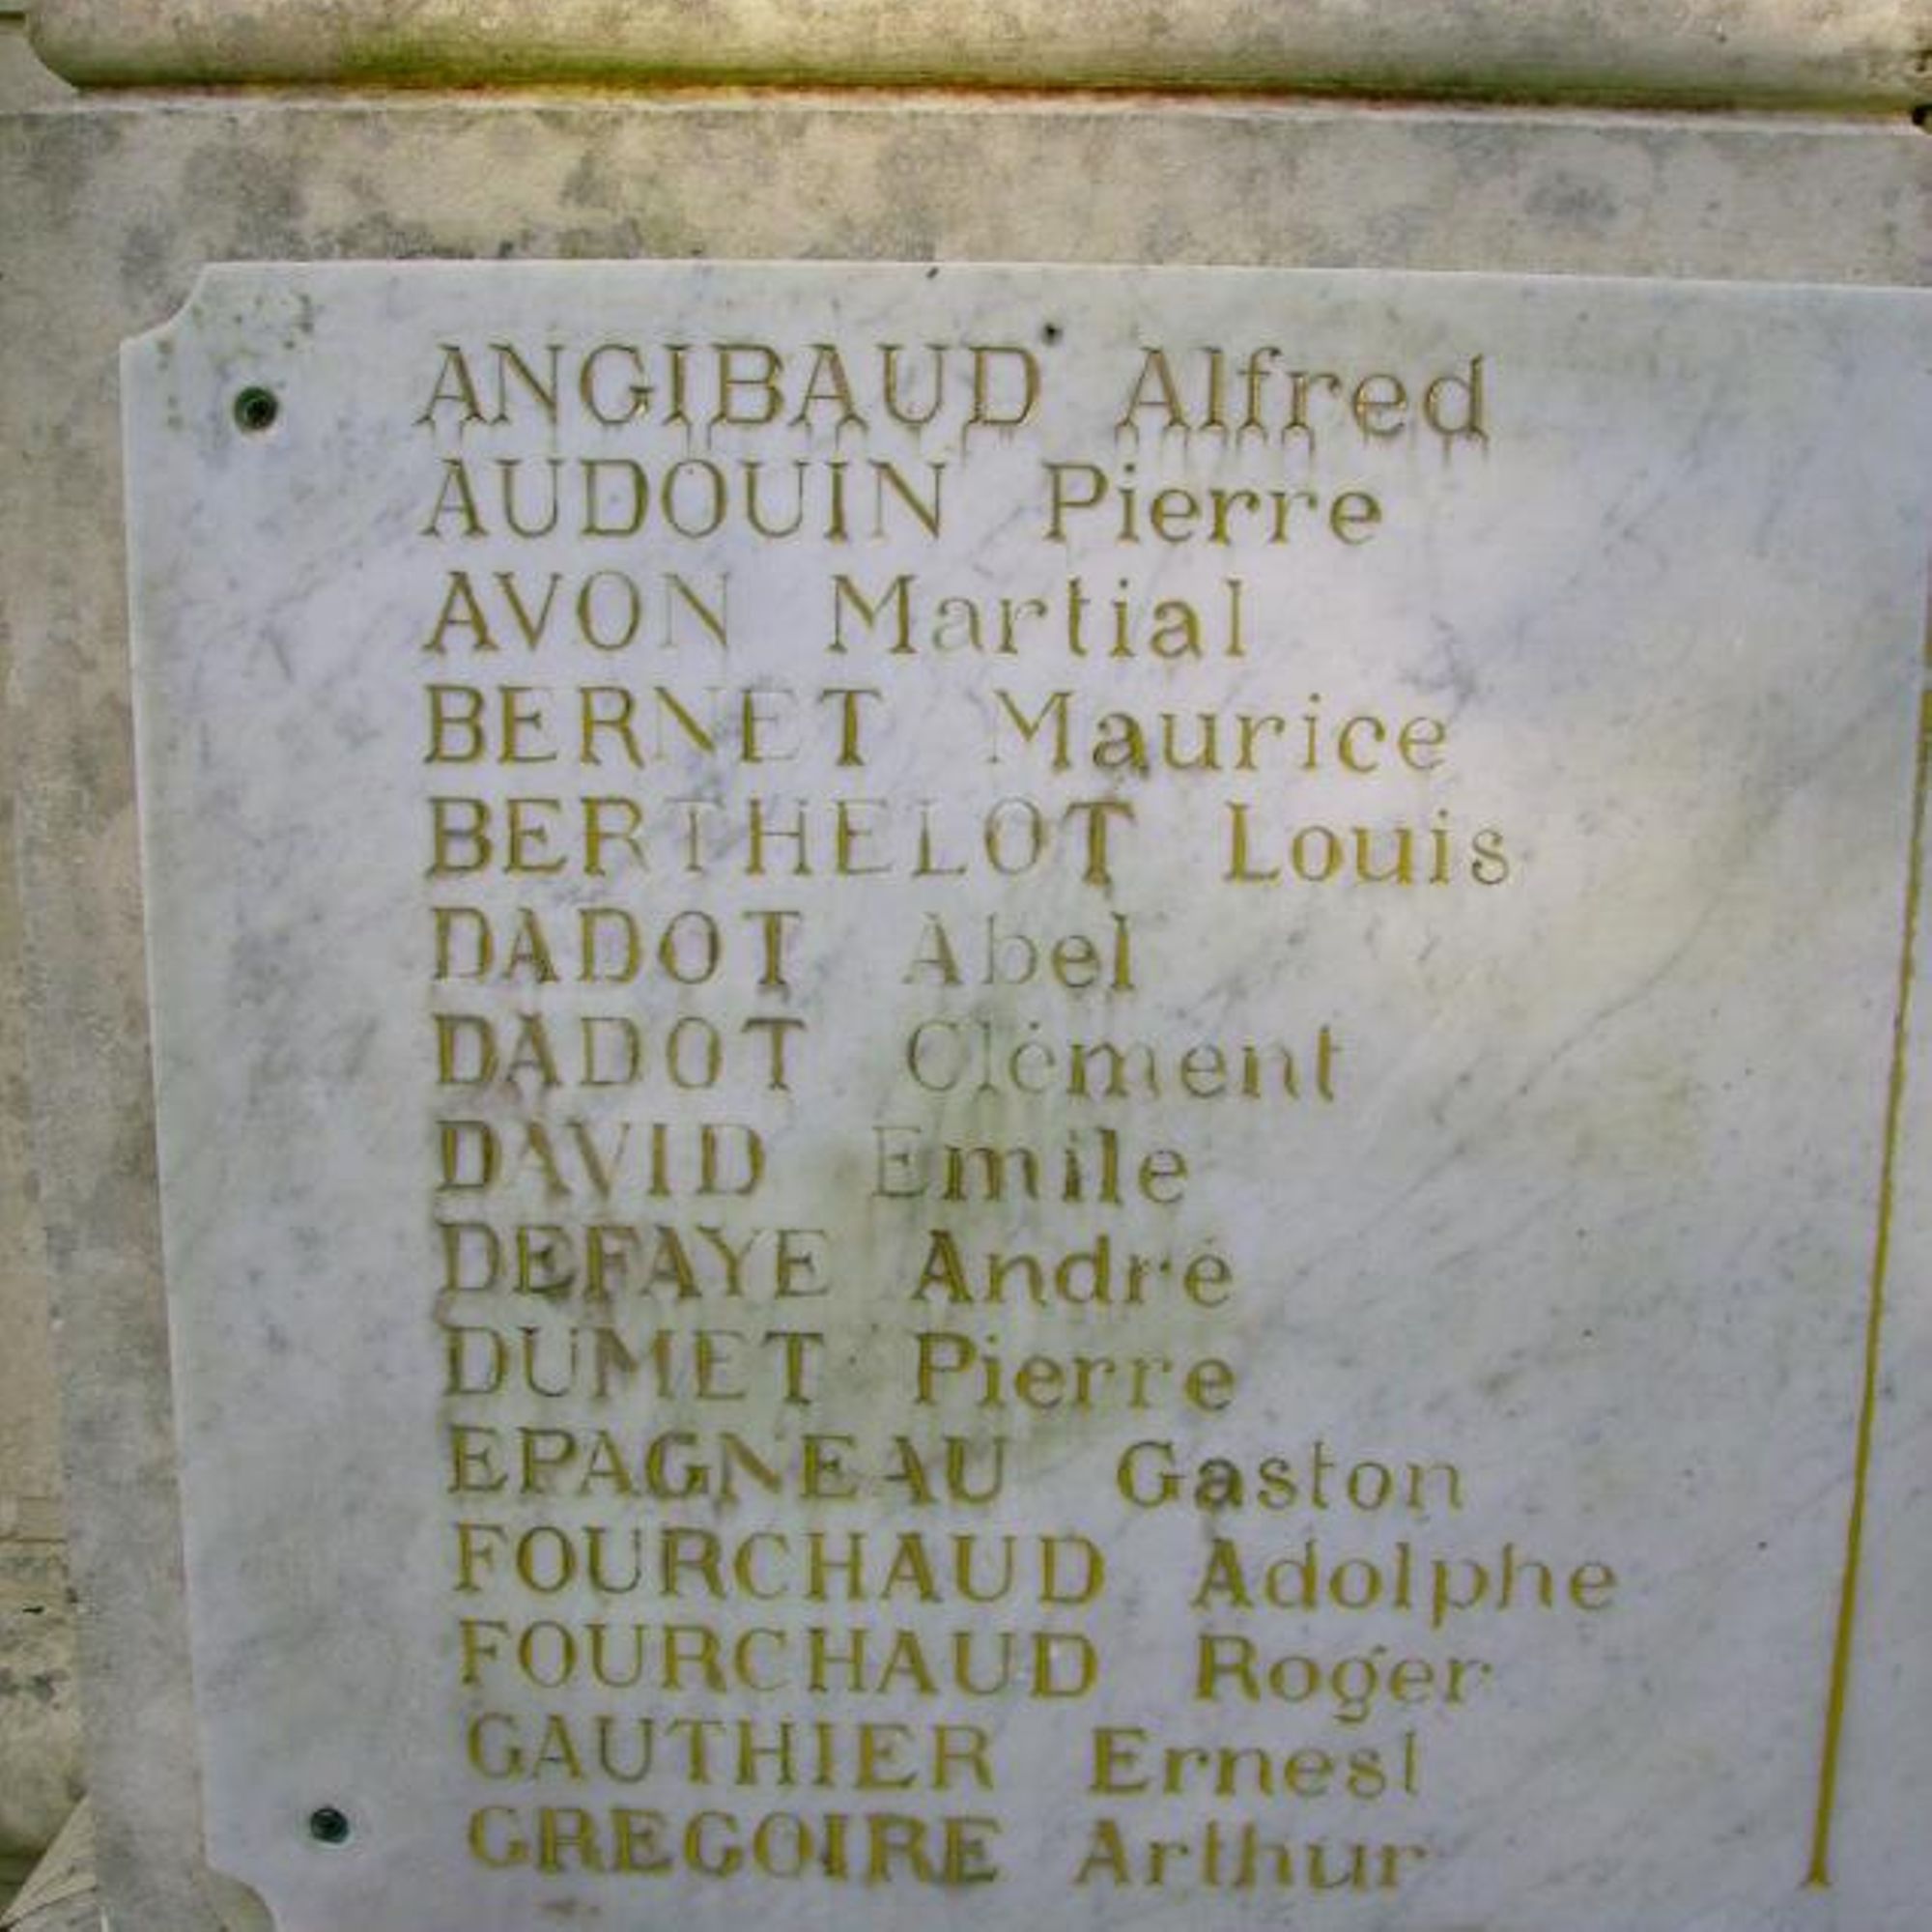 ANGIBAUD Alfred
AUDOUIN Pierre
AVON Martial
BERNET Maurice
BERTHELOT Louis
DADOT Abel
DADOT Clément
DAVID Emile
DEFAYE André
DUMET Pierre
EPAGNEAU Gaston
FOURCHAUD Adolphe
FOURCHAUD Roger
GAUTHIER Ernest
GREGOIRE Arthur